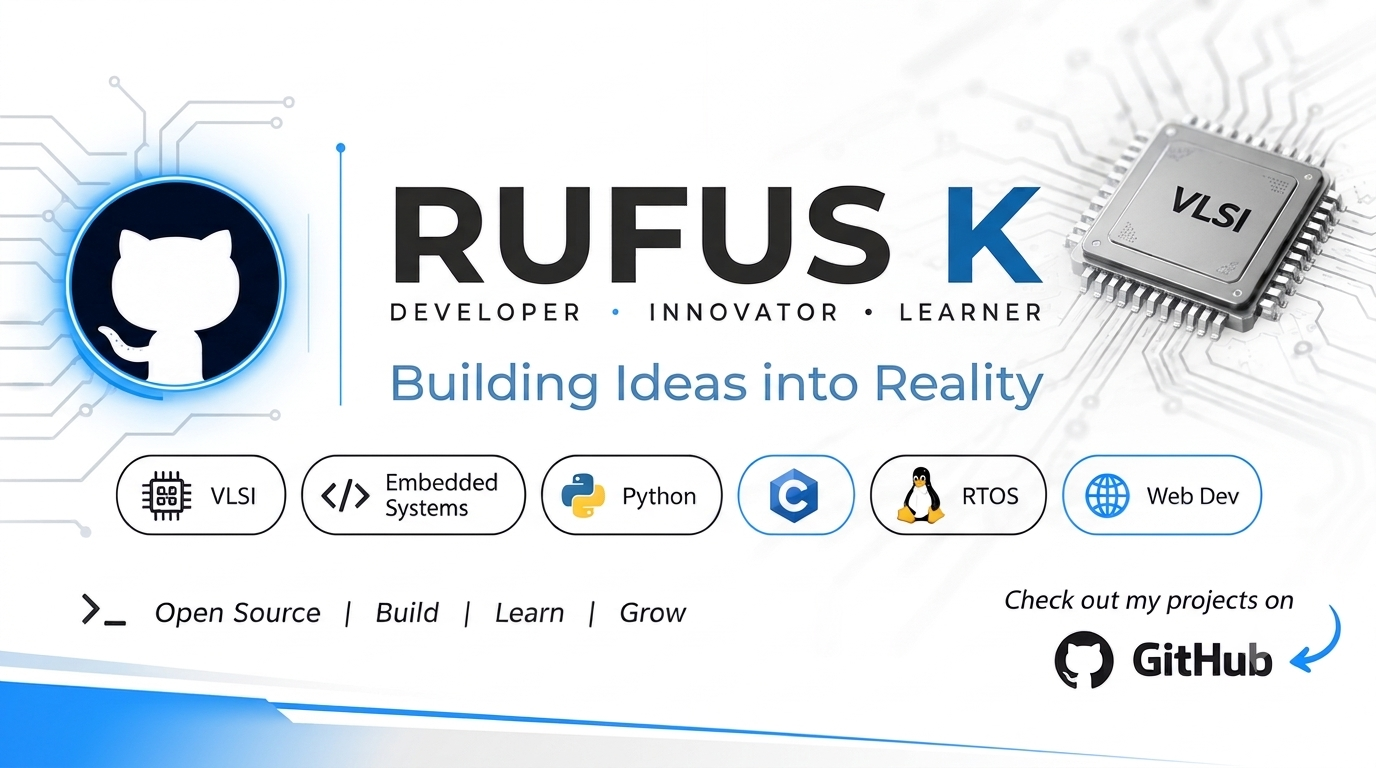 RUFUS K
VLSI
DEVELOPER • INNOVATOR • LEARNER
Building Ideas into Reality
VLSI
Embedded
Systems
Python
C
RTOS
Web Dev
>_ Open Source | Build | Learn | Grow
Check out my projects on
GitHub